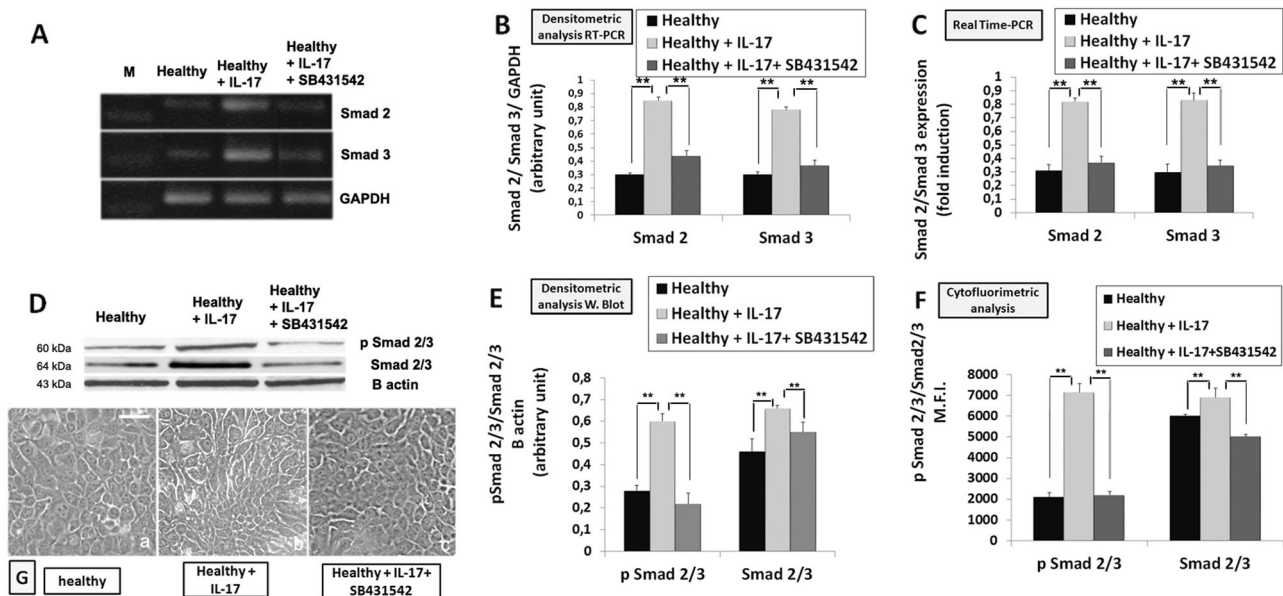 A
M
Healthy
Healthy
+ IL-17
Healthy
+ IL-17
+ SB431542
Smad 2
Smad 3
GAPDH
B
Densitometric
analysis RT-PCR
Healthy
Healthy + IL-17
Healthy + IL-17+ SB431542
Smad 2/ Smad 3/ GAPDH
(arbitrary unit)
1
0,9
0,8
0,7
0,6
0,5
0,4
0,3
0,2
0,1
0
** **
** **
Smad 2
Smad 3
C
Real Time-PCR
Healthy
Healthy + IL-17
Healthy + IL-17+ SB431542
Smad 2/Smad 3 expression
(fold induction)
1
0,9
0,8
0,7
0,6
0,5
0,4
0,3
0,2
0,1
0
** **
** **
Smad 2
Smad 3
D
Healthy
Healthy
+ IL-17
Healthy
+ IL-17
+ SB431542
60 kDa
p Smad 2/3
64 kDa
Smad 2/3
43 kDa
B actin
a
b
c
G
healthy
Healthy +
IL-17
Healthy + IL-17+
SB431542
E
Densitometric
analysis W. Blot
Healthy
Healthy + IL-17
Healthy + IL-17+ SB431542
pSmad 2/3/Smad 2/3/
B actin
(arbitrary unit)
0,8
0,7
0,6
0,5
0,4
0,3
0,2
0,1
0
** **
** **
p Smad 2/3
Smad 2/3
F
Cytofluorimetric
analysis
Healthy
Healthy + IL-17
Healthy + IL-17+SB431542
p Smad 2/3/Smad2/3
M.F.I.
8000
7000
6000
5000
4000
3000
2000
1000
0
** **
** **
p Smad 2/3
Smad 2/3